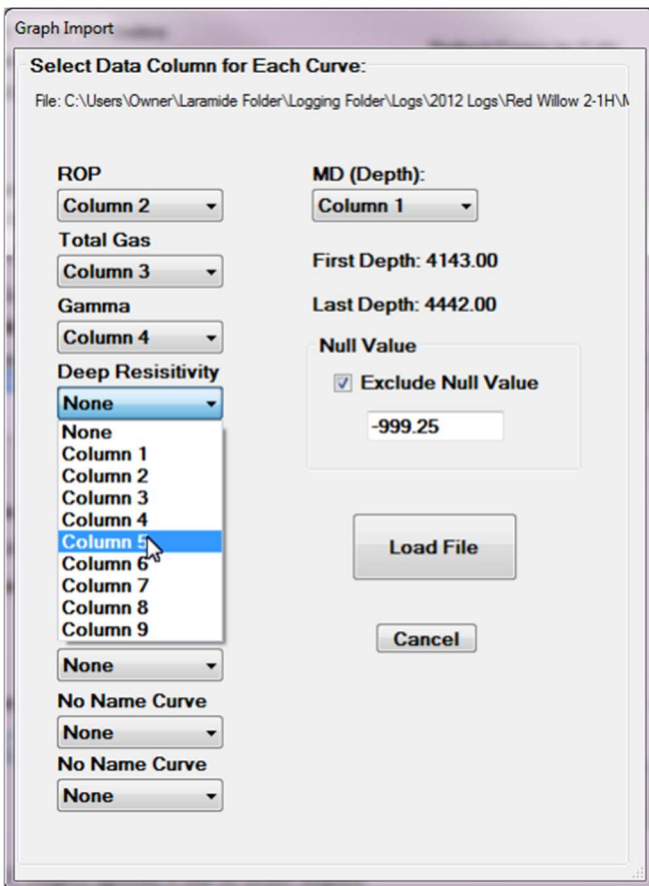 Graph Import
Select Data Column for Each Curve:
File: C:\Users\Owner\Laramide Folder\Logging Folder\Logs\2012 Logs\Red Willow 2-1H\
ROP
Column 2
Total Gas
Column 3
Gamma
Column 4
Deep Resisitivity
None
None
Column 1
Column 2
Column 3
Column 4
Column 5
Column 6
Column 7
Column 8
Column 9
None
No Name Curve
None
No Name Curve
None
MD (Depth):
Column 1
First Depth: 4143.00
Last Depth: 4442.00
Null Value
Exclude Null Value
-999.25
Load File
Cancel